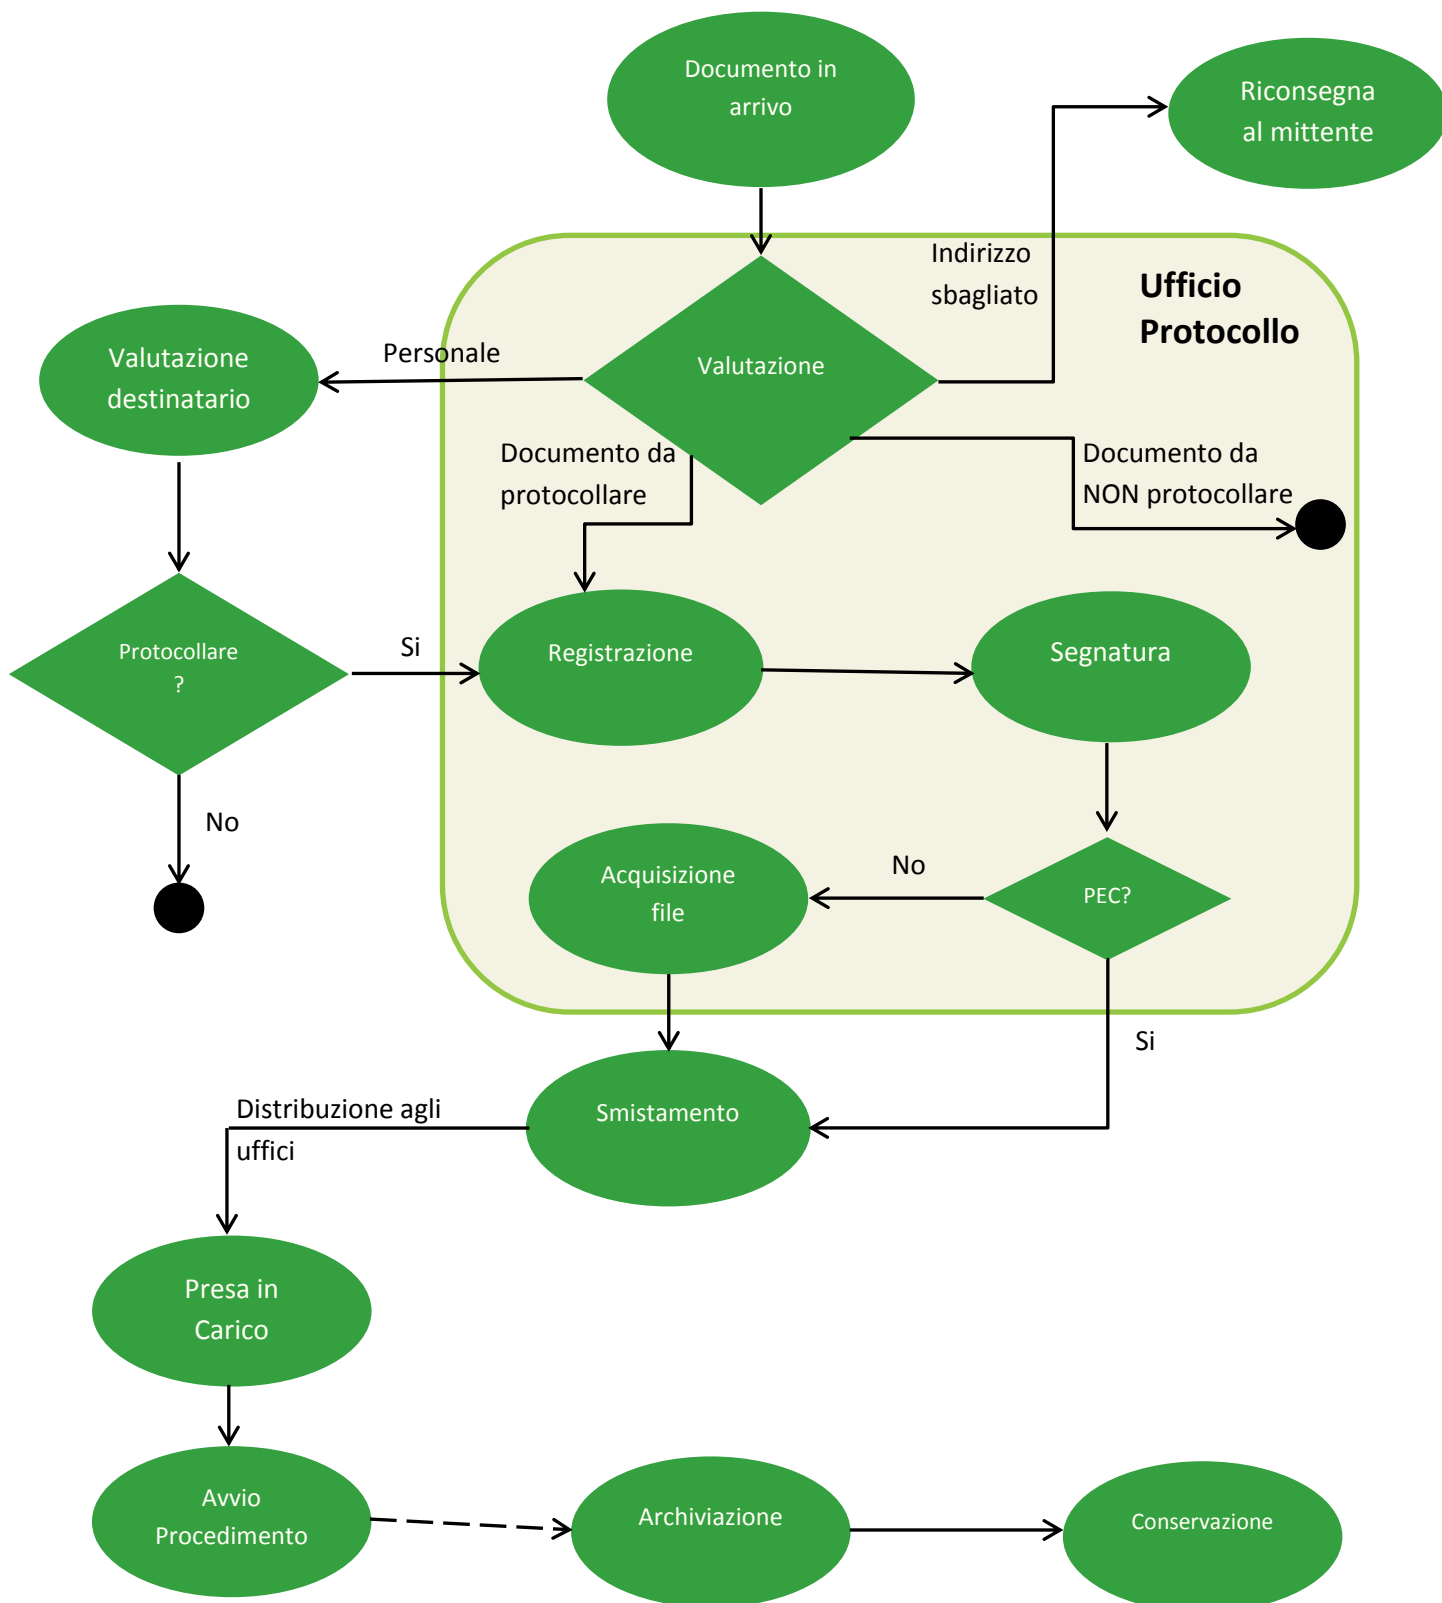 Documento in
arrivo
Riconsegna
al mittente
Indirizzo
sbagliato
Ufficio
Protocollo
Valutazione
destinatario
Personale
Valutazione
Documento da
protocollare
Documento da
NON protocollare
Protocollare
?
Si
Registrazione
Segnatura
No
Acquisizione
file
No
PEC?
Si
Smistamento
Distribuzione agli
uffici
Presa in
Carico
Avvio
Procedimento
Archiviazione
Conservazione